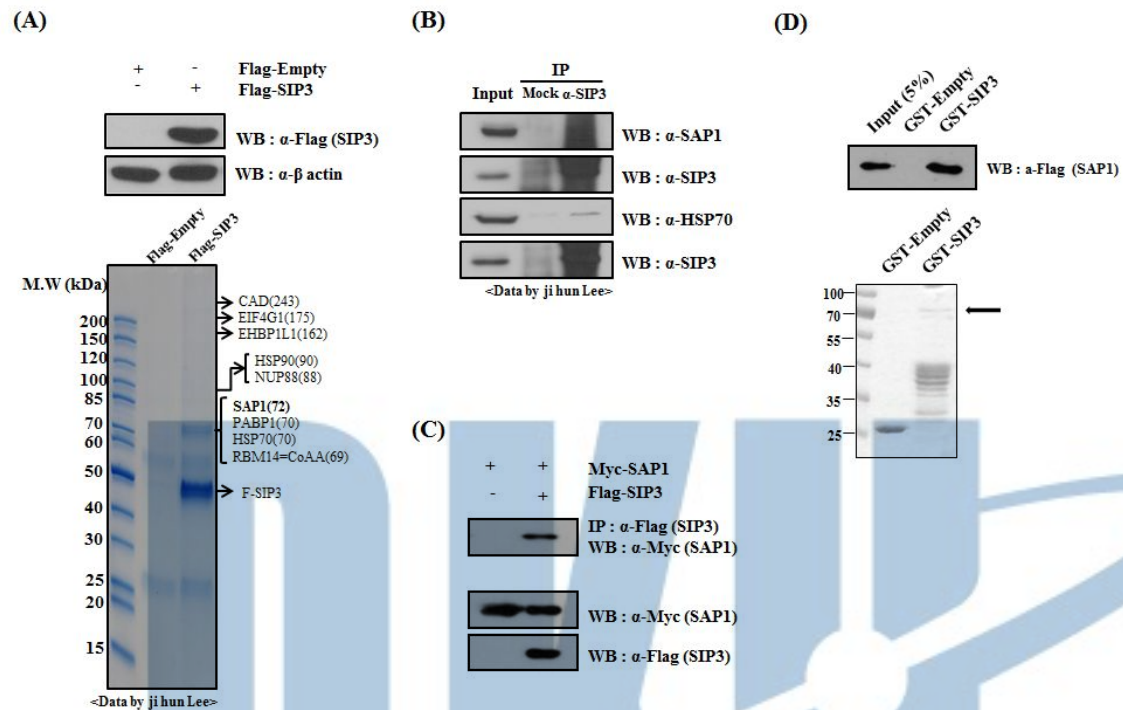 (A)
+ - Flag-Empty
- + Flag-SIP3
WB : α-Flag (SIP3)
WB : α-β actin
Flag-Empty
Flag-SIP3
M.W (kDa)
200
150
120
100
85
70
60
50
40
30
25
20
15
CAD(243)
EIF4G1(175)
EHBP1L1(162)
HSP90(90)
NUP88(88)
SAP1(72)
PABP1(70)
HSP70(70)
RBM14=CoAA(69)
F-SIP3
<Data by ji hun Lee>
(B)
IP
Input Mock α-SIP3
WB : α-SAP1
WB : α-SIP3
WB : α-HSP70
WB : α-SIP3
<Data by ji hun Lee>
(C)
+ + Myc-SAP1
- + Flag-SIP3
IP : α-Flag (SIP3)
WB : α-Myc (SAP1)
WB : α-Myc (SAP1)
WB : α-Flag (SIP3)
(D)
Input (5%)
GST-Empty
GST-SIP3
WB : a-Flag (SAP1)
GST-Empty
GST-SIP3
100
70
55
40
35
25